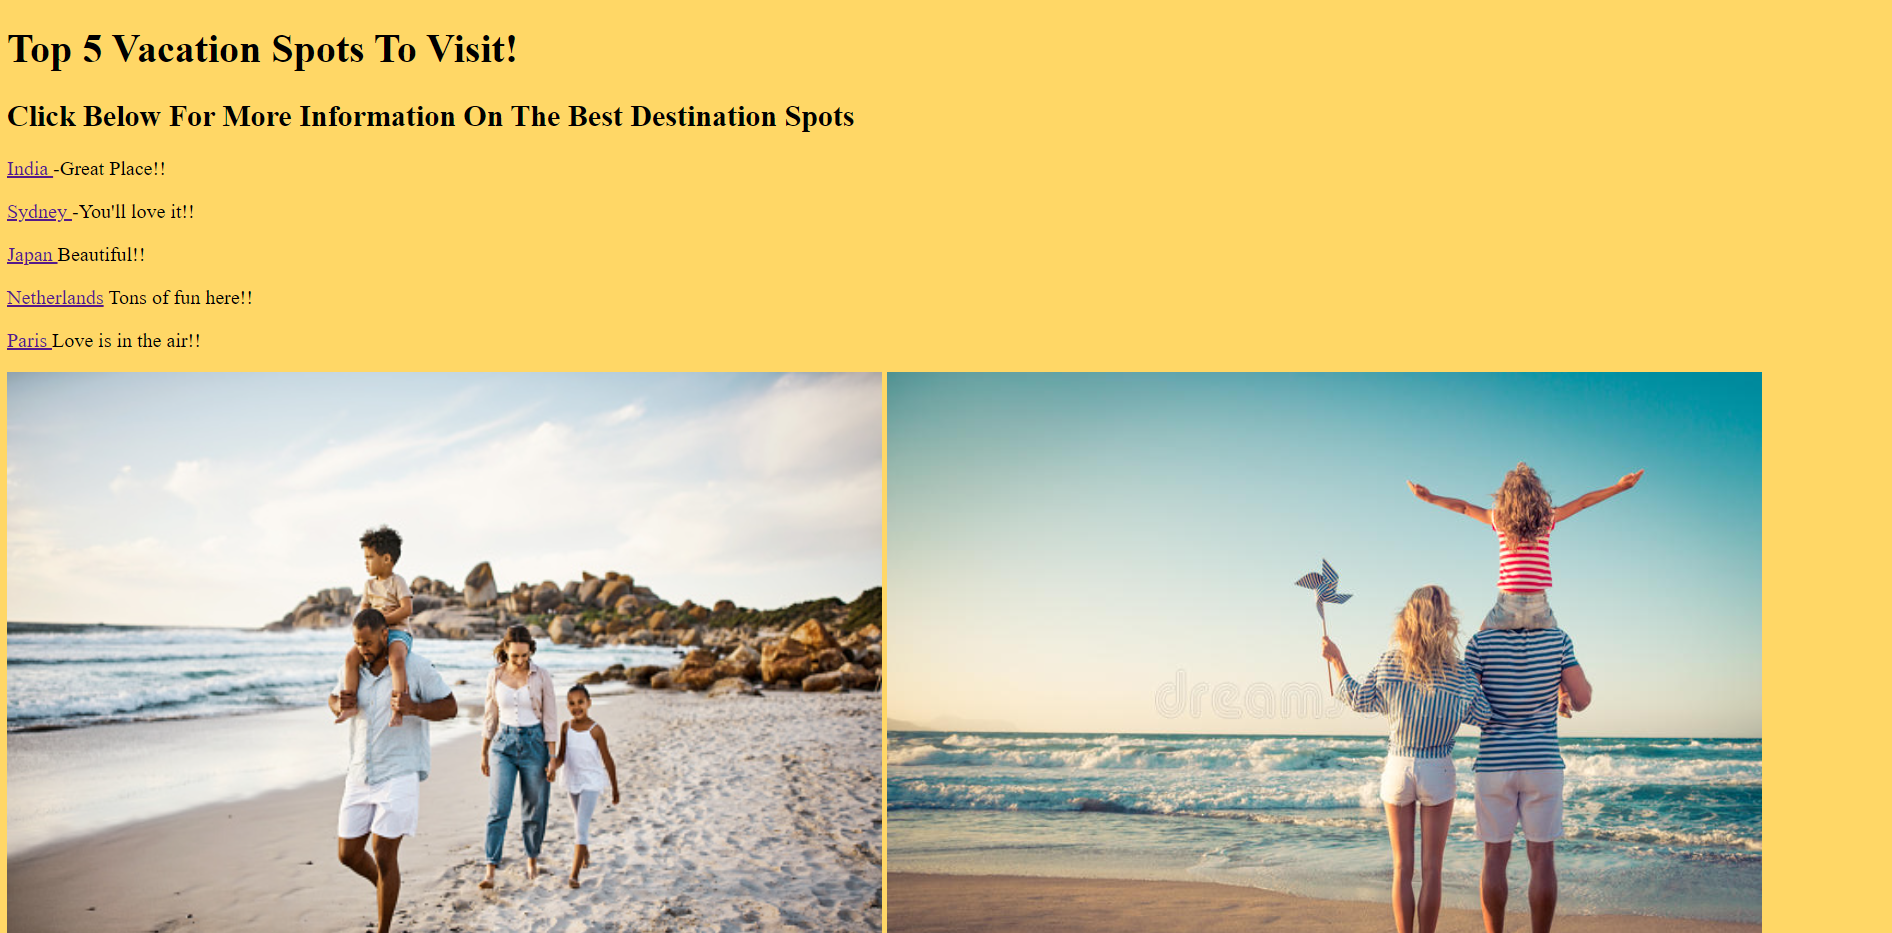 Top 5 Vacation Spots To Visit!
Click Below For More Information On The Best Destination Spots
India -Great Place!!
Sydney -You'll love it!!
Japan Beautiful!!
Netherlands Tons of fun here!!
Paris Love is in the air!!